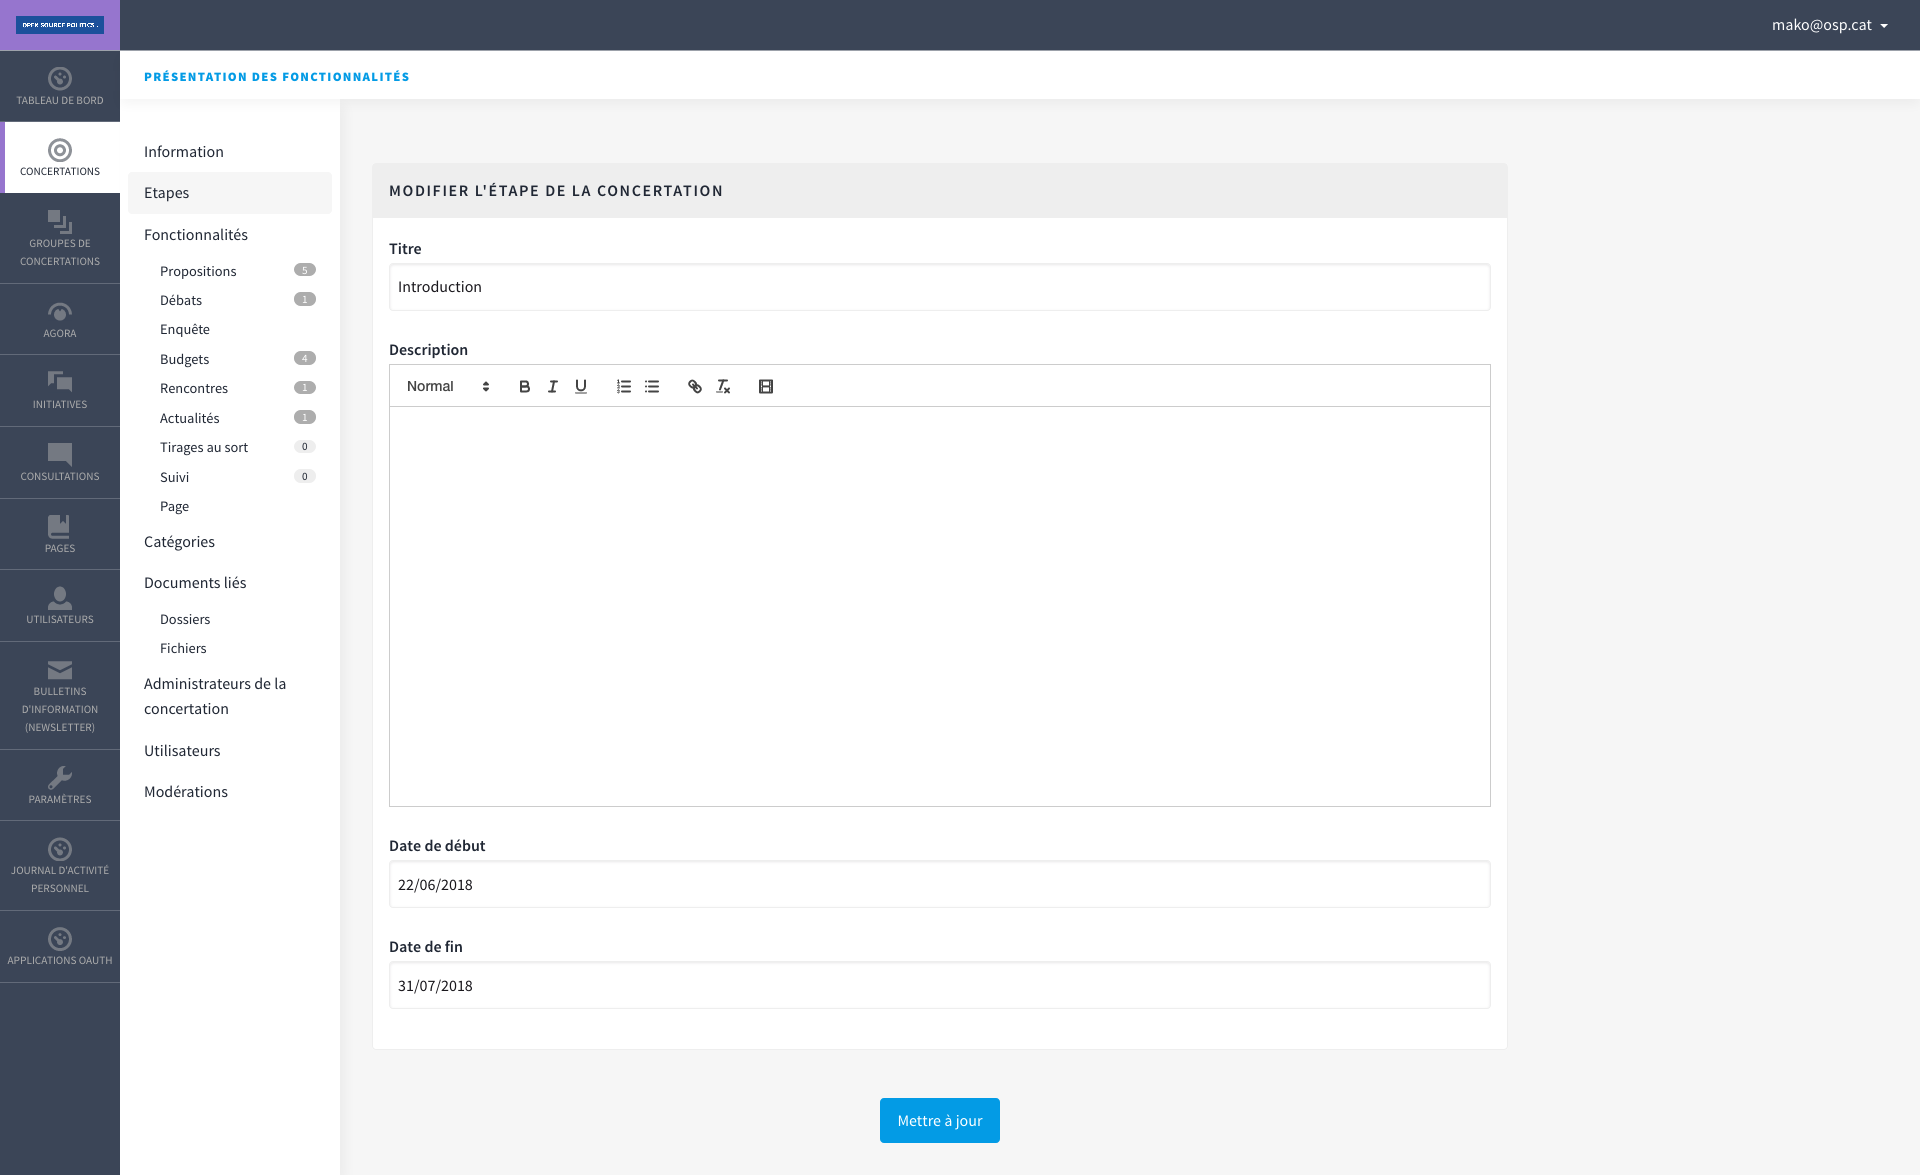 OPEN SOURCE POLITICS
mako@osp.cat
PRÉSENTATION DES FONCTIONNALITÉS
TABLEAU DE BORD
CONCERTATIONS
GROUPES DE
CONCERTATIONS
AGORA
INITIATIVES
CONSULTATIONS
PAGES
UTILISATEURS
BULLETINS
D'INFORMATION
(NEWSLETTER)
PARAMÈTRES
JOURNAL D'ACTIVITÉ
PERSONNEL
APPLICATIONS OAUTH
Information
Etapes
Fonctionnalités
Propositions 5
Débats 1
Enquête
Budgets 4
Rencontres 1
Actualités 1
Tirages au sort 0
Suivi 0
Page
Catégories
Documents liés
Dossiers
Fichiers
Administrateurs de la
concertation
Utilisateurs
Modérations
MODIFIER L'ÉTAPE DE LA CONCERTATION
Titre
Introduction
Description
Normal
Date de début
22/06/2018
Date de fin
31/07/2018
Mettre à jour